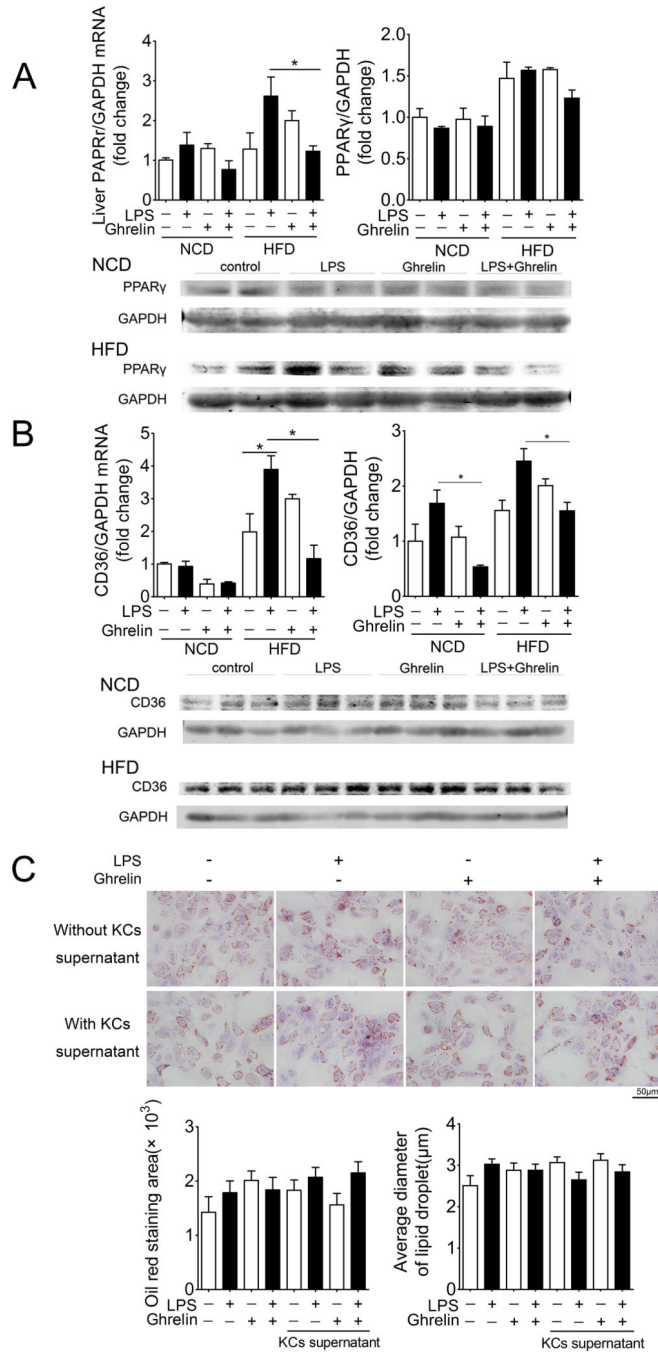 A
Liver PAPRr/GAPDH mRNA
(fold change)
4
3
2
1
0
*
LPS − + − + − + − +
Ghrelin − − + + − − + +
NCD HFD
PPARγ/GAPDH
(fold change)
2.0
1.5
1.0
0.5
0.0
LPS − + − + − + − +
Ghrelin − − + + − − + +
NCD HFD
NCD control LPS Ghrelin LPS+Ghrelin
PPARγ
GAPDH
HFD
PPARγ
GAPDH
B
CD36/GAPDH mRNA
(fold change)
5
4
3
2
1
0
* *
LPS − + − + − + − +
Ghrelin − − + + − − + +
NCD HFD
CD36/GAPDH
(fold change)
3
2
1
0
* *
LPS − + − + − + − +
Ghrelin − − + + − − + +
NCD HFD
control LPS Ghrelin LPS+Ghrelin
NCD
CD36
GAPDH
HFD
CD36
GAPDH
C
LPS - + - +
Ghrelin - - + +
Without KCs
supernatant
With KCs
supernatant
50μm
Oil red staining area(× 10³)
3
2
1
0
LPS − + − + − + − +
Ghrelin − − + + − − + +
KCs supernatant
Average diameter
of lipid droplet(μm)
4
3
2
1
0
LPS − + − + − + − +
Ghrelin − − + + − − + +
KCs supernatant